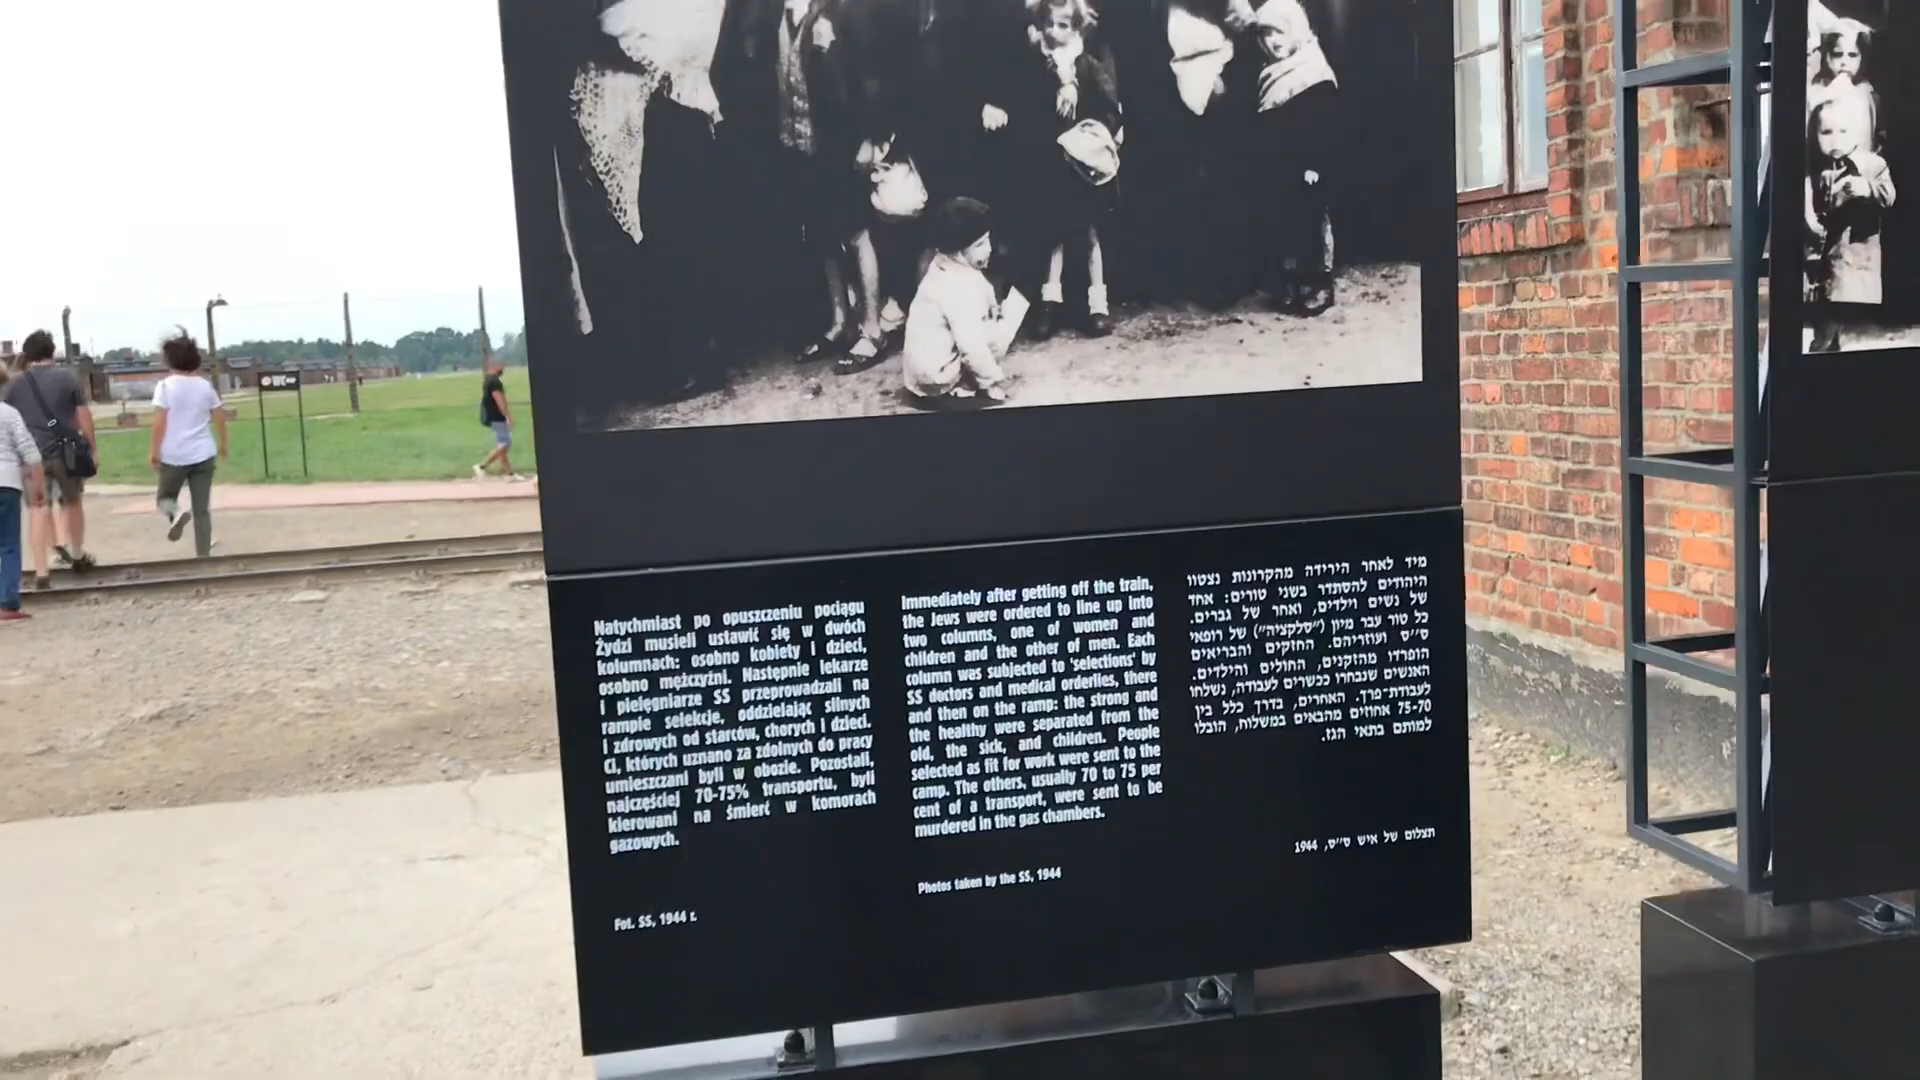 Natychmiast po opuszczeniu pociągu
Żydzi musieli ustawić się w dwóch
kolumnach: osobno kobiety i dzieci,
osobno mężczyźni. Następnie lekarze
i pielęgniarze SS przeprowadzali na
rampie selekcje, oddzielając silnych
i zdrowych od starców, chorych i dzieci.
Ci, których uznano za zdolnych do pracy
umieszczani byli w obozie. Pozostali,
najczęściej 70-75% transportu, byli
kierowani na śmierć w komorach
gazowych.
Fot. SS, 1944 r.
Immediately after getting off the train,
the Jews were ordered to line up into
two columns, one of women and
children and the other of men. Each
column was subjected to 'selections' by
SS doctors and medical orderlies, there
and then on the ramp: the strong and
the healthy were separated from the
old, the sick, and children. People
selected as fit for work were sent to the
camp. The others, usually 70 to 75 per
cent of a transport, were sent to be
murdered in the gas chambers.
Photos taken by the SS, 1944
מיד לאחר הירידה מהקרונות נצטוו
היהודים להסתדר בשני טורים: אחד
של נשים וילדים, ואחר של גברים.
כל טור עבר מיון ("סלקציה") של רופאי
ס"ס ועוזריהם. החזקים והבריאים
הופרדו מהזקנים, החולים והילדים.
האנשים שנבחרו ככשרים לעבודה, נשלחו
לעבודת-פרך. האחרים, בדרך כלל בין
75-70 אחוזים מהבאים במשלוח, הובלו
למותם בתאי הגז.
תצלום של איש ס"ס, 1944
WC